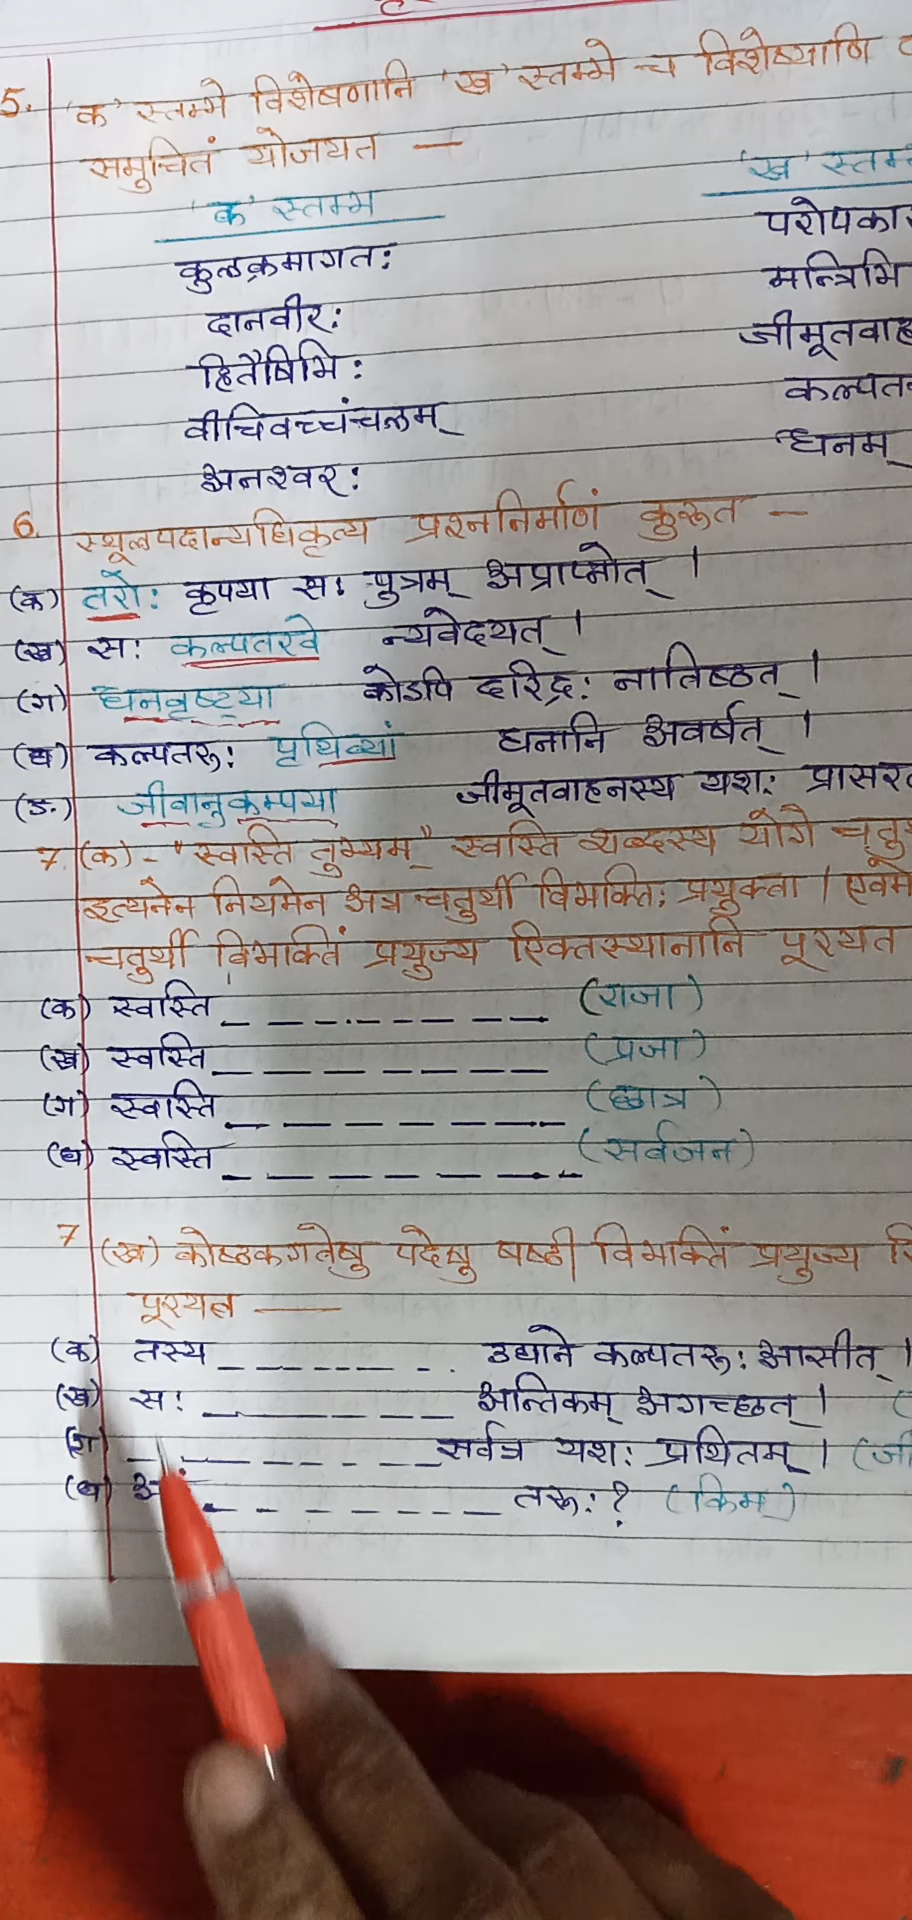 5. 'क' स्तम्भे विशेषणानि 'ख' स्तम्भे च विशेष्याणि
समुचितं योजयत —
'क' स्तम्भ 'ख' स्तम्भ
कुलक्रमागतः परोपकार
दानवीरः मन्त्रिभि
हितैषिभिः जीमूतवाह
वीचिवच्चंचलम् कल्पत
अनश्वरः धनम्
6. स्थूलपदान्यधिकृत्य प्रश्ननिर्माणं कुरूत —
(क) तरोः कृपया सः पुत्रम् अप्राप्नोत् ।
(ख) सः कल्पतरवे न्यवेदयत् ।
(ग) धनवृष्ट्या कोडपि दरिद्रः नातिष्ठत् ।
(घ) कल्पतरूः पृथिव्यां धनानि अवर्षत् ।
(ङ.) जीवानुकम्पया जीमूतवाहनस्य यशः प्रासर
7. (क) - "स्वास्ति तुभ्यम्" स्वस्ति शब्दस्य योगे चतु
इत्यनेन नियमेन अत्र चतुर्थी विभक्तिः प्रयुक्ता । एवम
चतुर्थी विभक्तिं प्रयुज्य रिक्तस्थानानि पूरयत
(क) स्वस्ति _ _ _ _ _ _ _ (राजा)
(ख) स्वस्ति _ _ _ _ _ _ _ (प्रजा)
(ग) स्वस्ति _ _ _ _ _ _ _ (छात्र)
(घ) स्वस्ति _ _ _ _ _ _ _ (सर्वजन)
7 (ख) कोष्ठकगतेषु पदेषु षष्ठी विभक्तिं प्रयुज्य रि
पूरयत —
(क) तस्य _ _ _ _ _ _ उद्याने कल्पतरूः आसीत् ।
(ख) सः _ _ _ _ _ _ अन्तिकम् अगच्छत् । (
(ग) _ _ _ _ _ _ सर्वत्र यशः प्रथितम् । (जी
(घ) _ _ _ _ _ _ तरूः ? (किम)